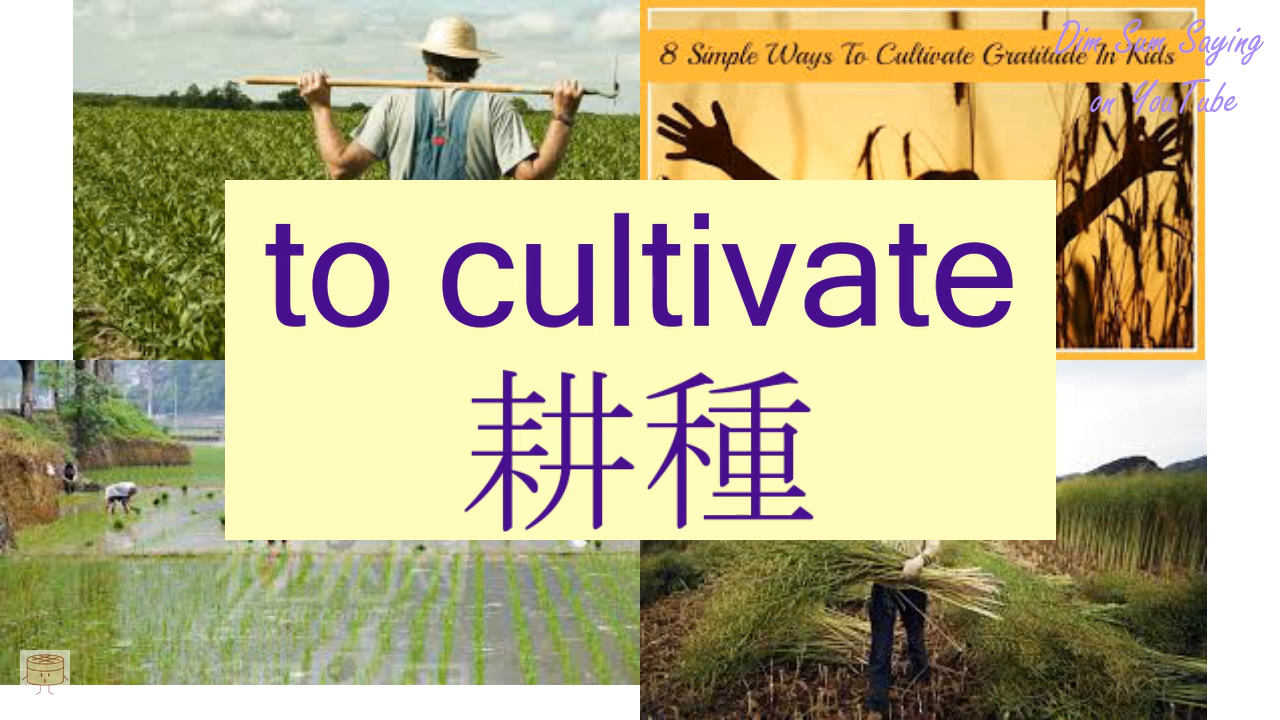 8 Simple Ways To Cultivate Gratitude In Kids
Dim Sum Saying
on YouTube
to cultivate
耕種